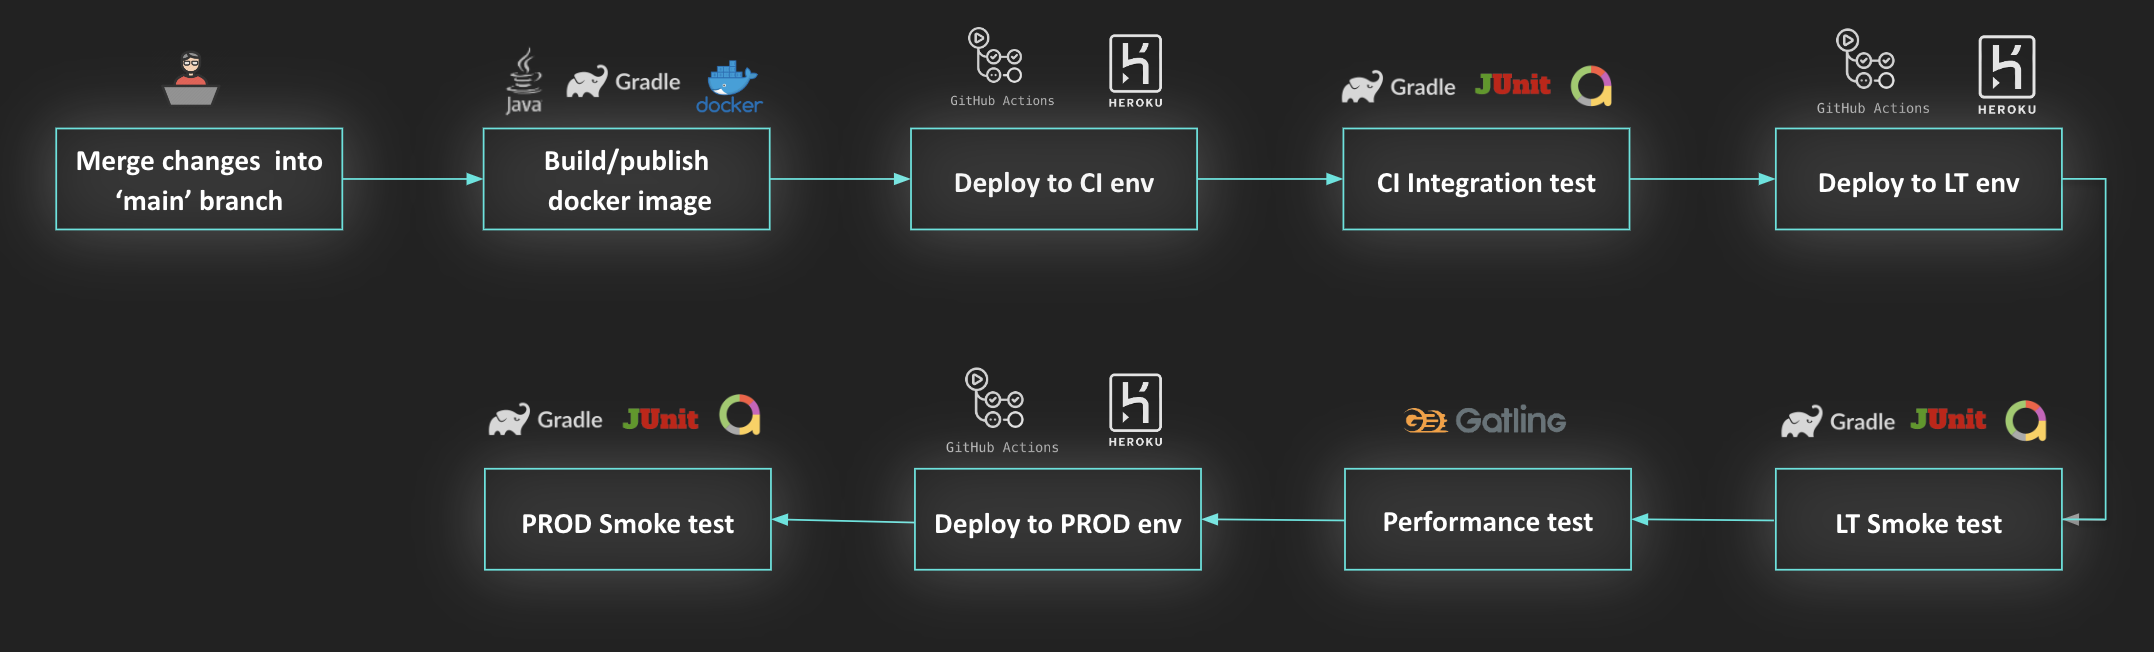 Java
Gradle
docker
GitHub Actions
HEROKU
Gradle
JUnit
GitHub Actions
HEROKU
Merge changes into
‘main’ branch
Build/publish
docker image
Deploy to CI env
CI Integration test
Deploy to LT env
Gradle
JUnit
GitHub Actions
HEROKU
Gatling
Gradle
JUnit
PROD Smoke test
Deploy to PROD env
Performance test
LT Smoke test